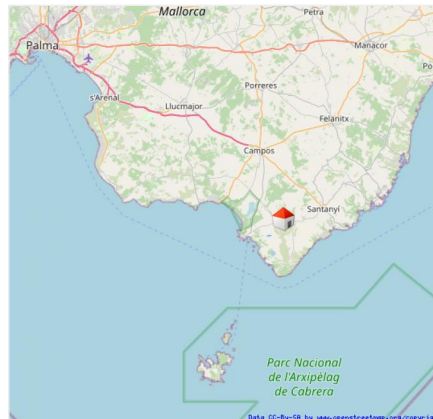 Mallorca
Petra
Palma
Manacor
Porreres
s'Arenal
Llucmajor
Felanitx
Campos
Santanyí
Parc Nacional
de l'Arxipèlag
de Cabrera
Data CC-By-SA by www.openstreetmap.org/copyrig